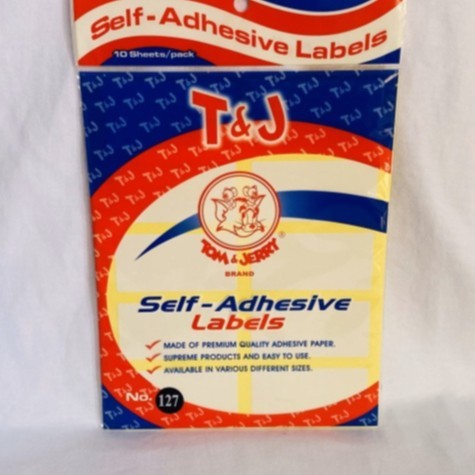 Self-Adhesive Labels
10 Sheets/pack
T&J
TOM & JERRY®
BRAND
Self-Adhesive
Labels
✓ MADE OF PREMIUM QUALITY ADHESIVE PAPER.
✓ SUPREME PRODUCTS AND EASY TO USE.
✓ AVAILABLE IN VARIOUS DIFFERENT SIZES.
No. 127